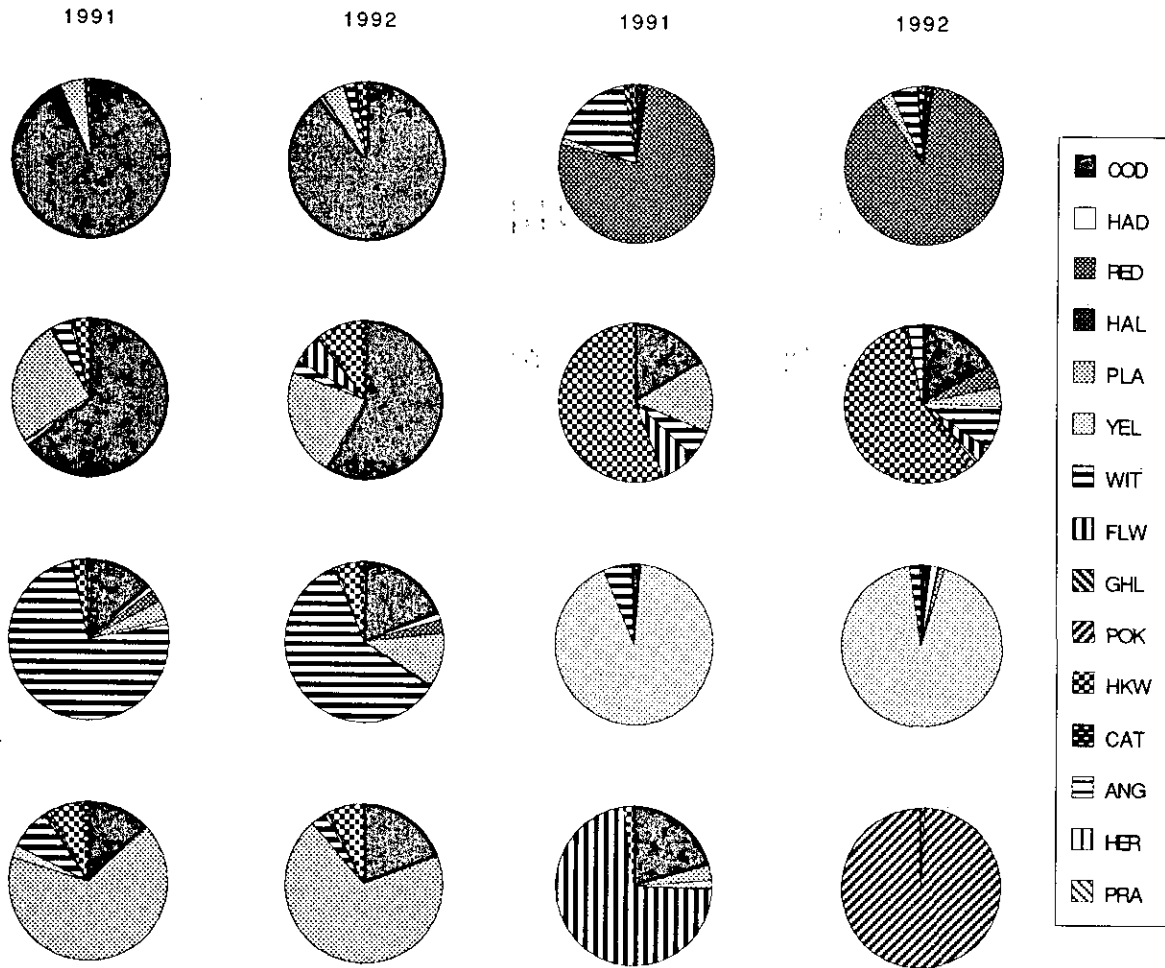 1991 1992 1991 1992
COD
HAD
RED
HAL
PLA
YEL
WIT
FLW
GHL
POK
HKW
CAT
ANG
HER
PRA